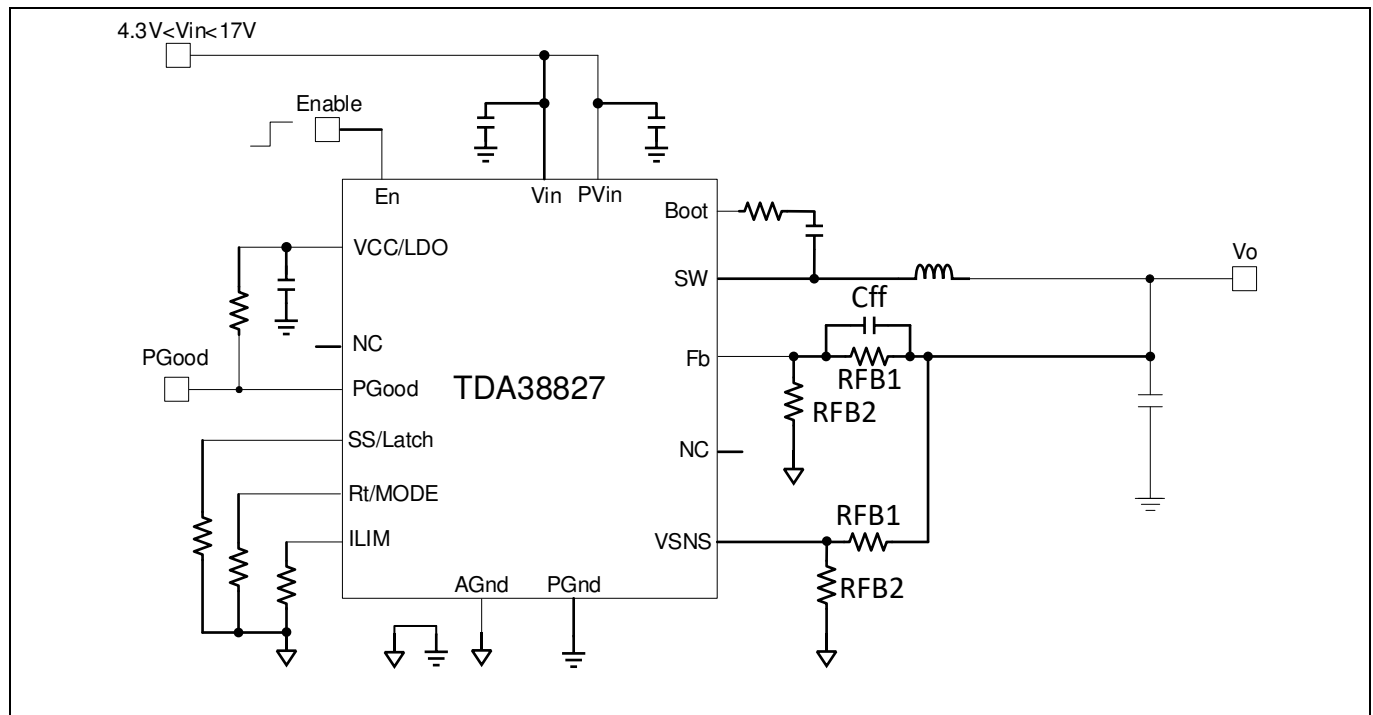 4.3V<Vin<17V
Enable
En
Vin
PVin
Boot
VCC/LDO
SW
Vo
Cff
NC
Fb
RFB1
PGood
PGood
TDA38827
RFB2
SS/Latch
NC
Rt/MODE
RFB1
ILIM
VSNS
RFB2
AGnd
PGnd